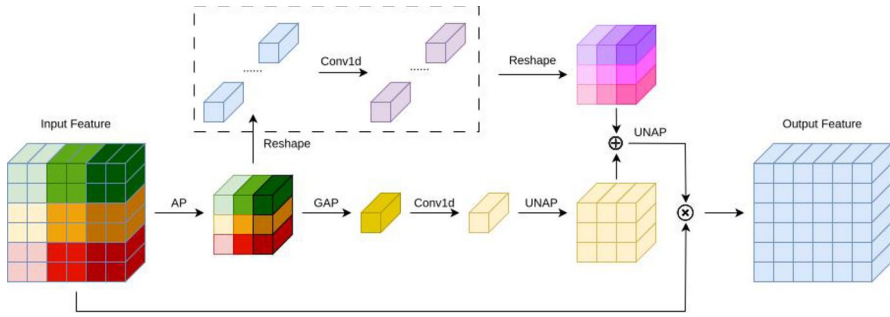 Conv1d
Reshape
Input Feature
Reshape
UNAP
Output Feature
AP
GAP
Conv1d
UNAP